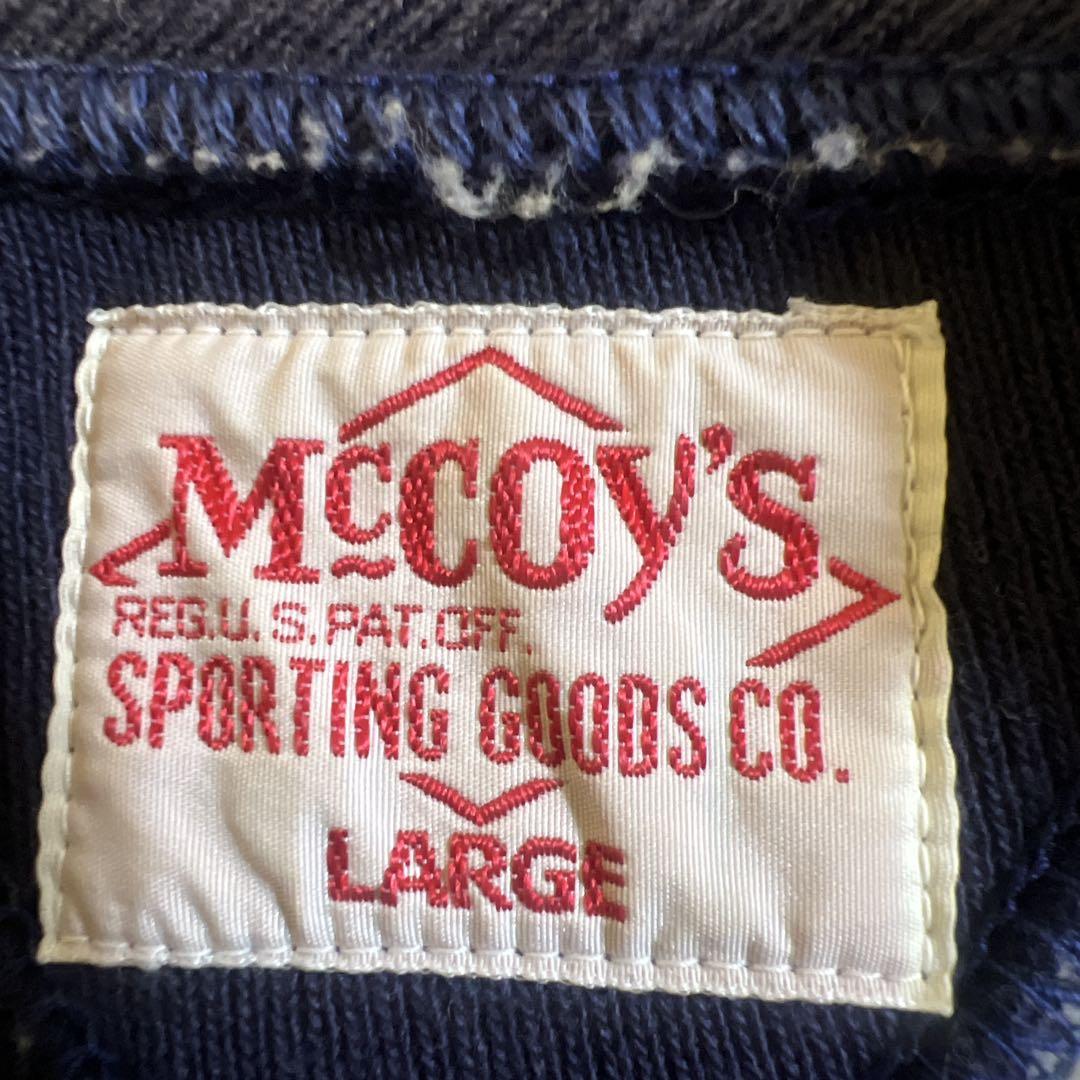 McCOY'S
REG.U.S.PAT.OFF.
SPORTING GOODS CO.
LARGE